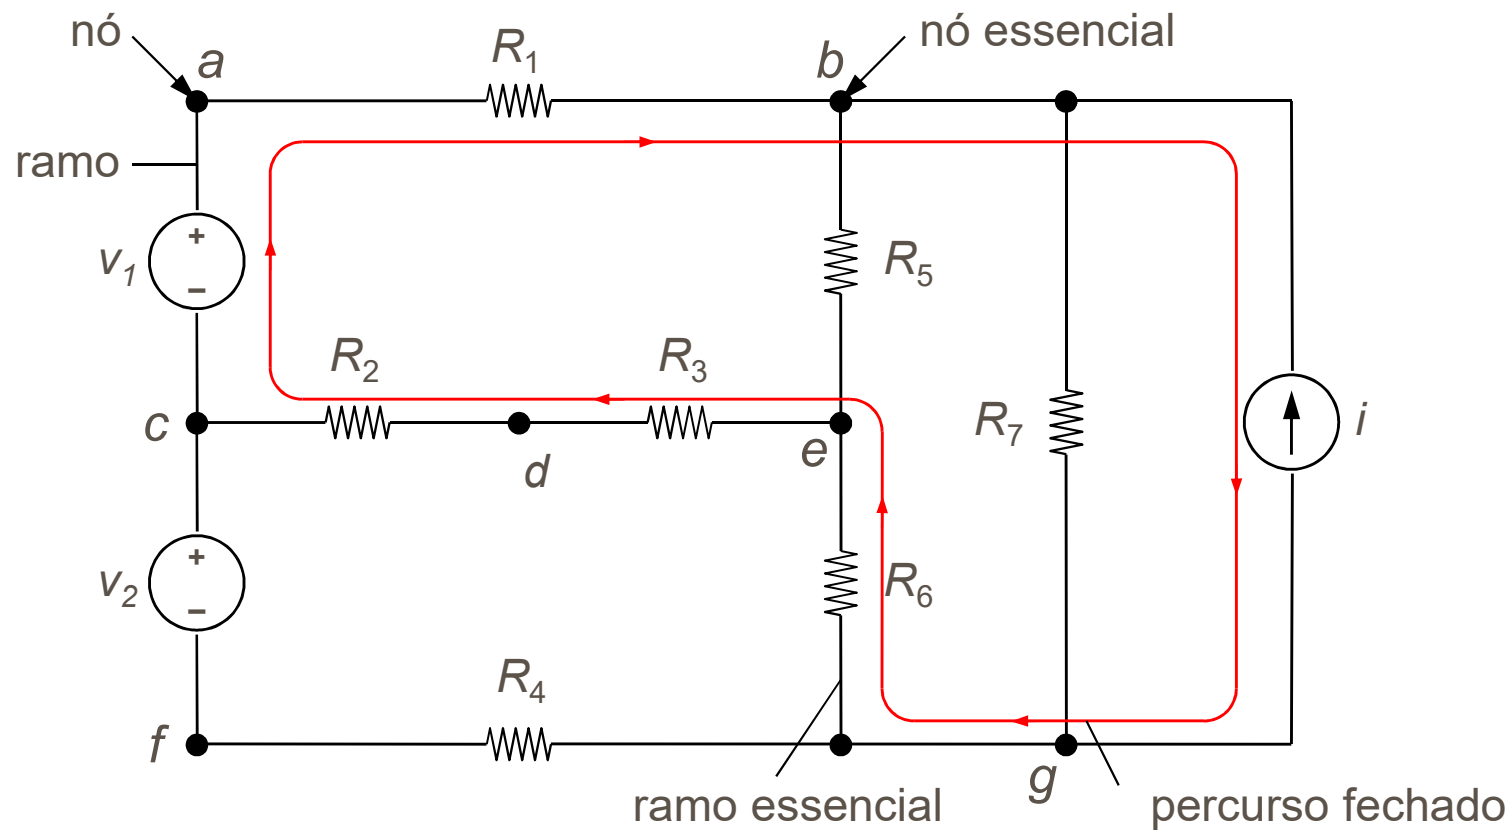 nó
a
R1
b
nó essencial
ramo
+
v1
−
R5
R2
R3
c
d
e
R7
i
+
v2
−
R6
R4
f
g
ramo essencial
percurso fechado